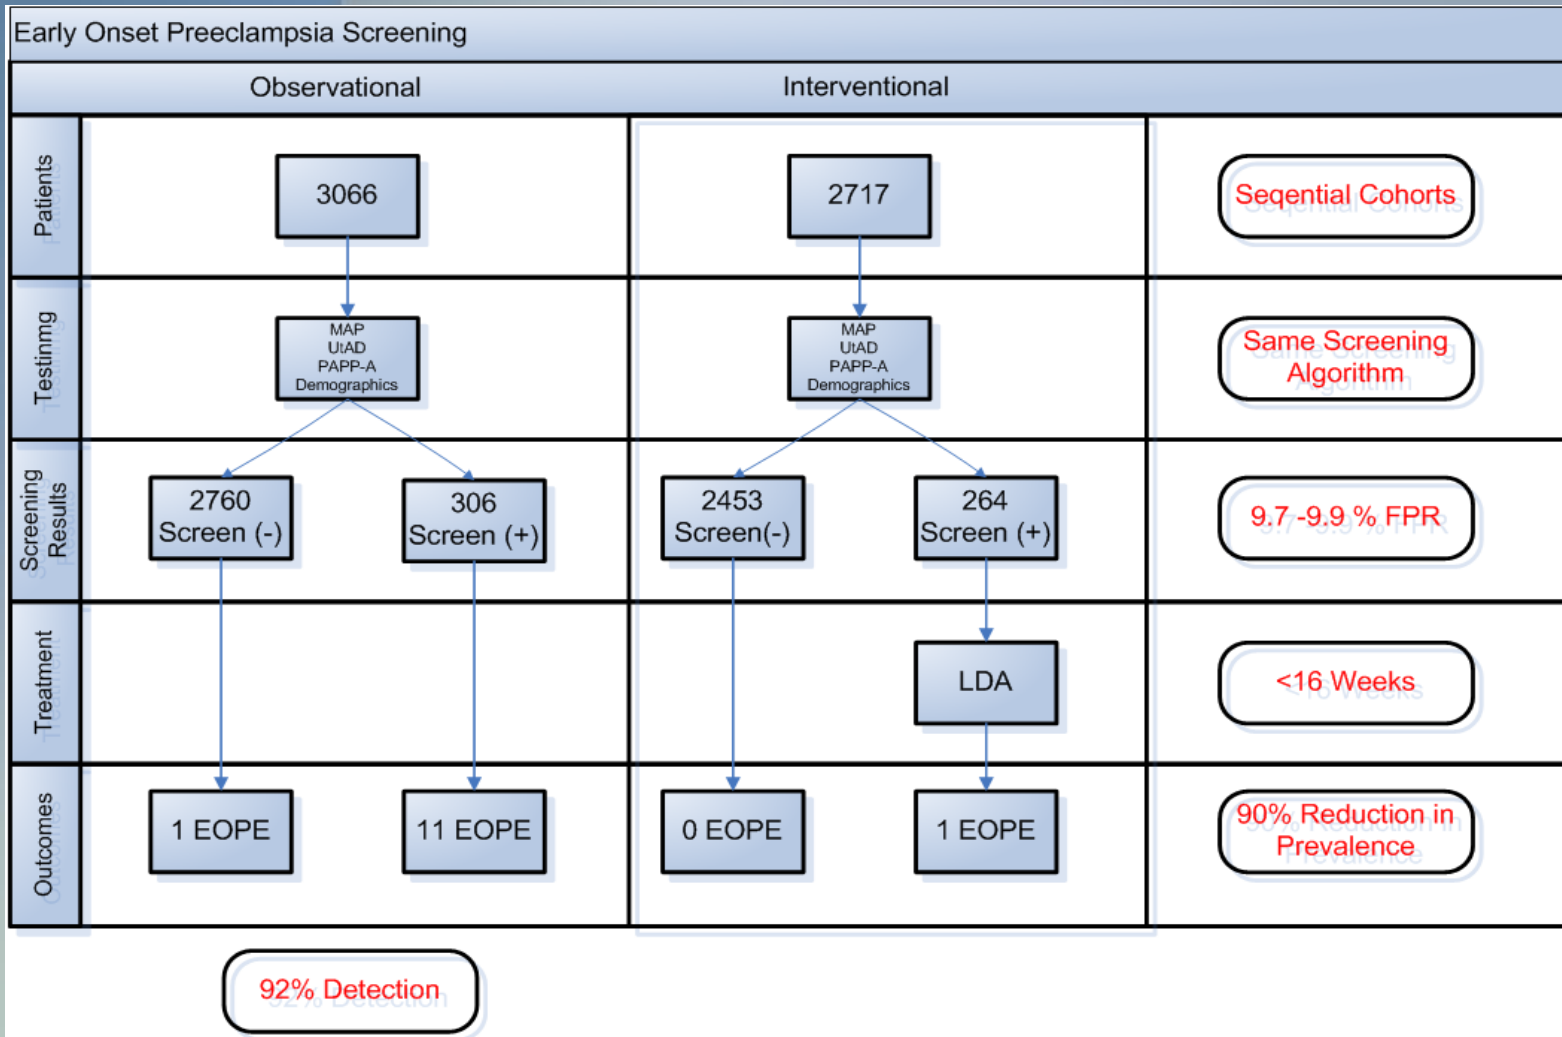 Early Onset Preeclampsia Screening
Observational
Interventional
Patients
3066
2717
Seqential Cohorts
Testinmg
MAP
UtAD
PAPP-A
Demographics
MAP
UtAD
PAPP-A
Demographics
Same Screening
Algorithm
Screening
Results
2760
Screen (-)
306
Screen (+)
2453
Screen(-)
264
Screen (+)
9.7 -9.9 % FPR
Treatment
LDA
<16 Weeks
Outcomes
1 EOPE
11 EOPE
0 EOPE
1 EOPE
90% Reduction in
Prevalence
92% Detection